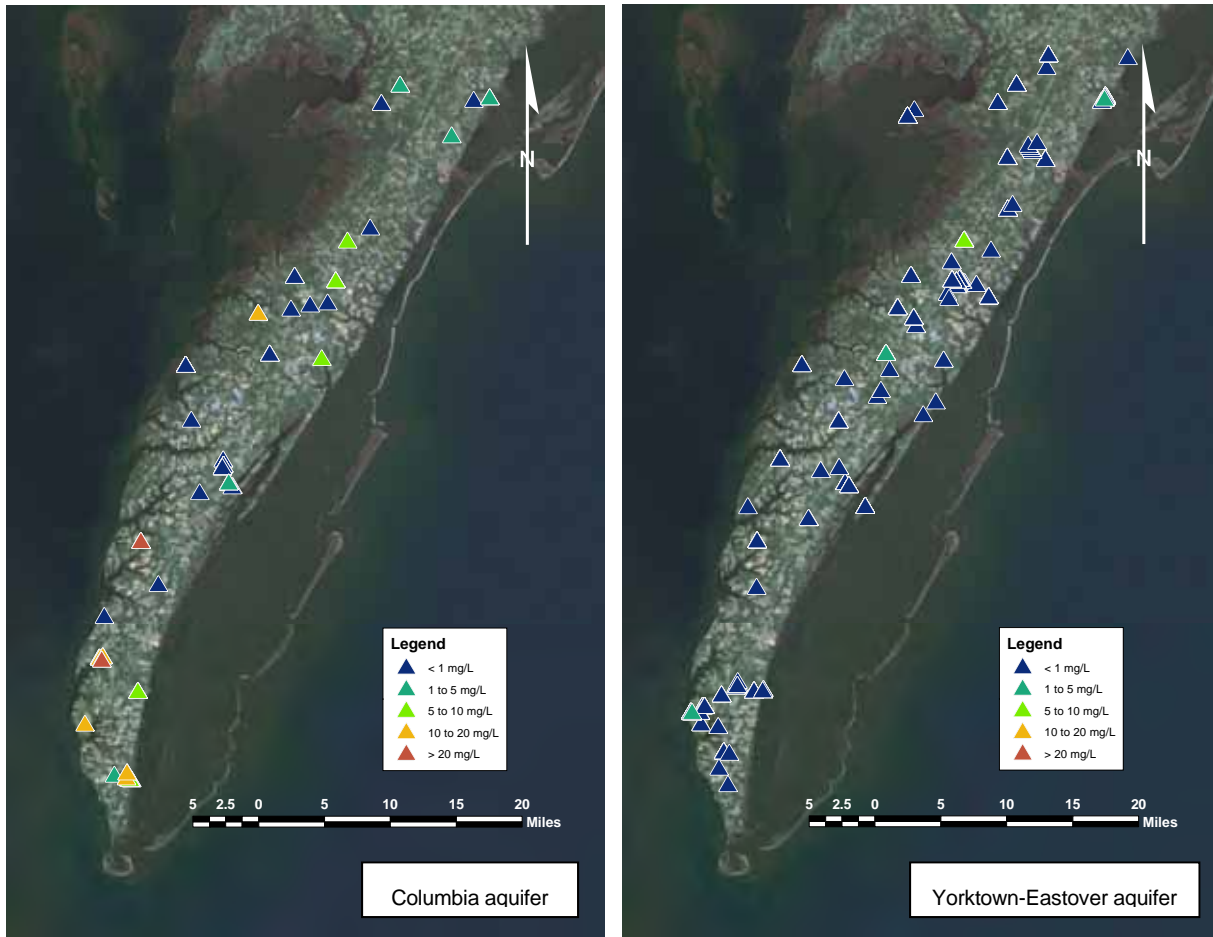 N
Legend
< 1 mg/L
1 to 5 mg/L
5 to 10 mg/L
10 to 20 mg/L
> 20 mg/L
5 2.5 0 5 10 15 20
Miles
Columbia aquifer
N
Legend
< 1 mg/L
1 to 5 mg/L
5 to 10 mg/L
10 to 20 mg/L
> 20 mg/L
5 2.5 0 5 10 15 20
Miles
Yorktown-Eastover aquifer